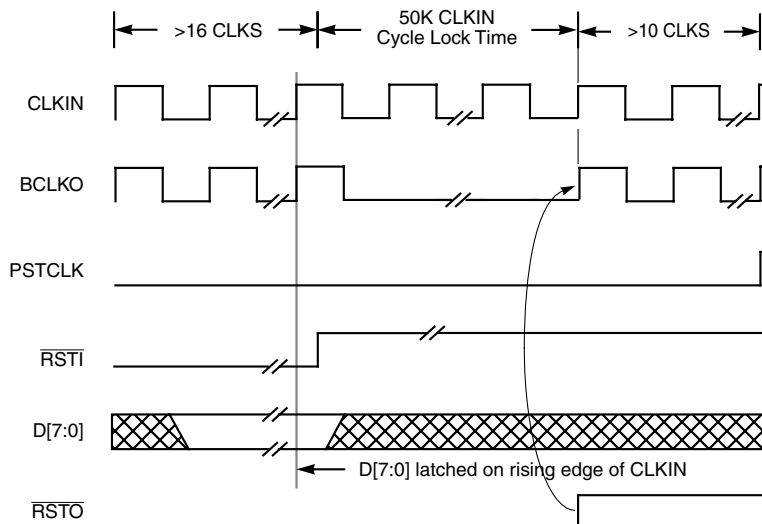 >16 CLKS
50K CLKIN
Cycle Lock Time
>10 CLKS
CLKIN
BCLKO
PSTCLK
RSTI
D[7:0]
D[7:0] latched on rising edge of CLKIN
RSTO